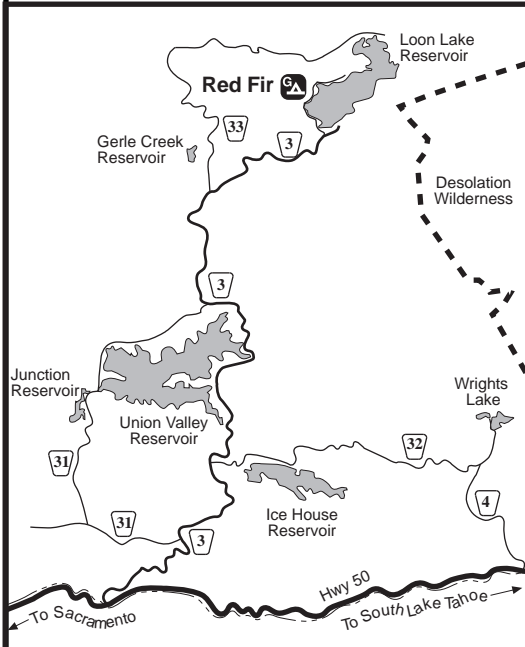 Loon Lake
Reservoir
Red Fir
G
33
3
Gerle Creek
Reservoir
Desolation
Wilderness
3
Junction
Reservoir
Union Valley
Reservoir
Wrights
Lake
31
32
Ice House
Reservoir
4
31
3
Hwy 50
To Sacramento
To South Lake Tahoe